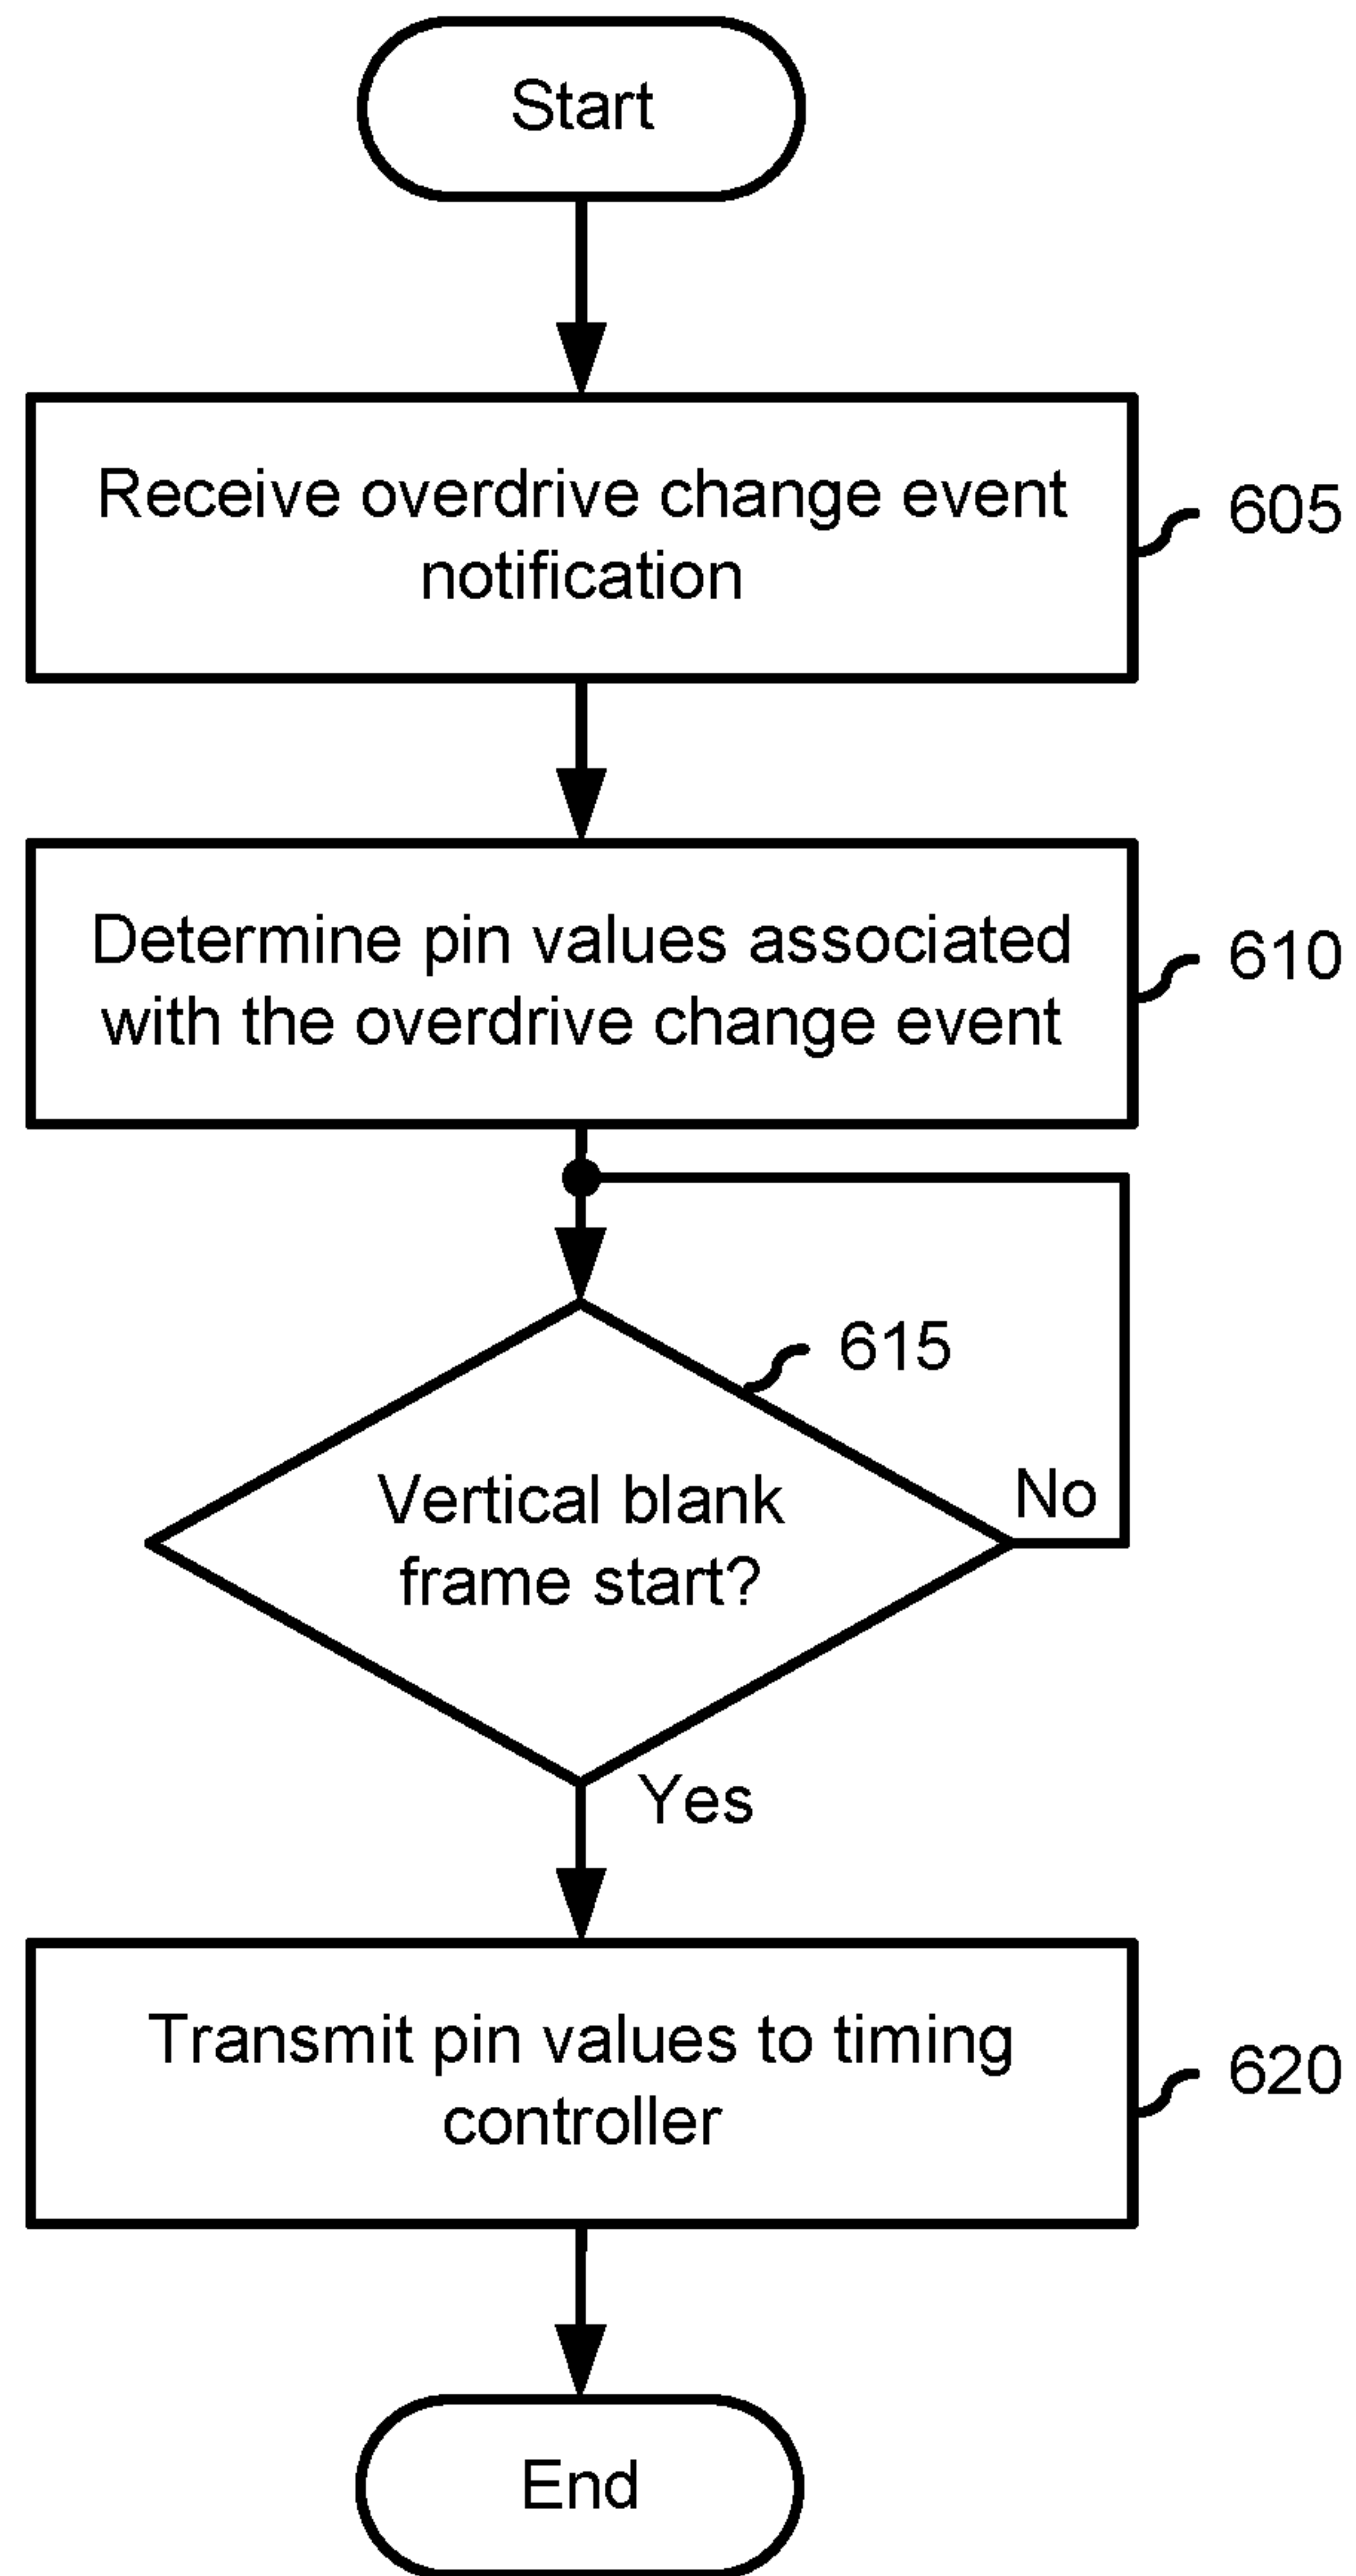 Start
Receive overdrive change event
notification
605
Determine pin values associated
with the overdrive change event
610
615
Vertical blank
frame start?
No
Yes
Transmit pin values to timing
controller
620
End